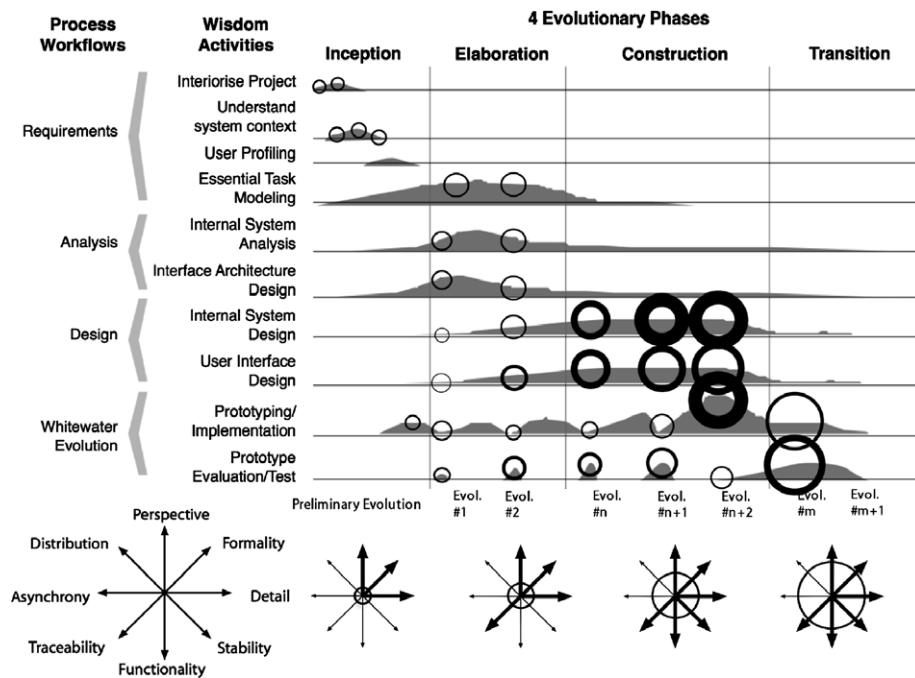 4 Evolutionary Phases
Process
Workflows
Wisdom
Activities
Inception
Elaboration
Construction
Transition
Requirements
Interiorise Project
Understand
system context
User Profiling
Essential Task
Modeling
Analysis
Internal System
Analysis
Interface Architecture
Design
Design
Internal System
Design
User Interface
Design
Whitewater
Evolution
Prototyping/
Implementation
Prototype
Evaluation/Test
Preliminary Evolution
Evol.
#1
Evol.
#2
Evol.
#n
Evol.
#n+1
Evol.
#n+2
Evol.
#m
Evol.
#m+1
Perspective
Distribution
Formality
Asynchrony
Detail
Traceability
Stability
Functionality